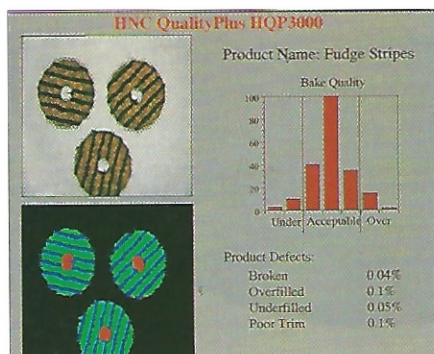 HNC QualityPlus HQP3000
Product Name: Fudge Stripes
Bake Quality
100
80
60
40
20
0
Under Acceptable Over
Product Defects:
Broken 0.04%
Overfilled 0.1%
Underfilled 0.05%
Poor Trim 0.1%